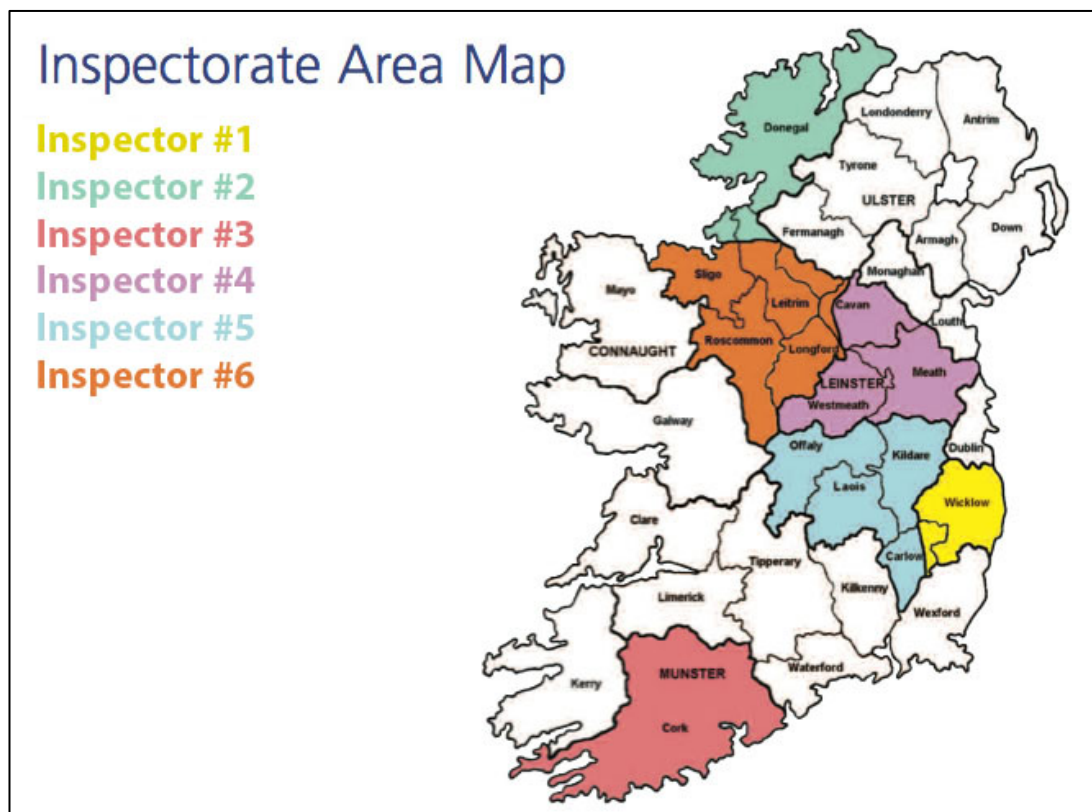 Inspectorate Area Map
Inspector #1
Inspector #2
Inspector #3
Inspector #4
Inspector #5
Inspector #6
Donegal
Londonderry
Antrim
Tyrone
ULSTER
Fermanagh
Armagh
Down
Monaghan
Sligo
Mayo
Leitrim
Cavan
Louth
Roscommon
CONNAUGHT
Longford
LEINSTER
Meath
Westmeath
Galway
Offaly
Kildare
Dublin
Laois
Wicklow
Clare
Carlow
Tipperary
Kilkenny
Limerick
Wexford
Waterford
MUNSTER
Kerry
Cork